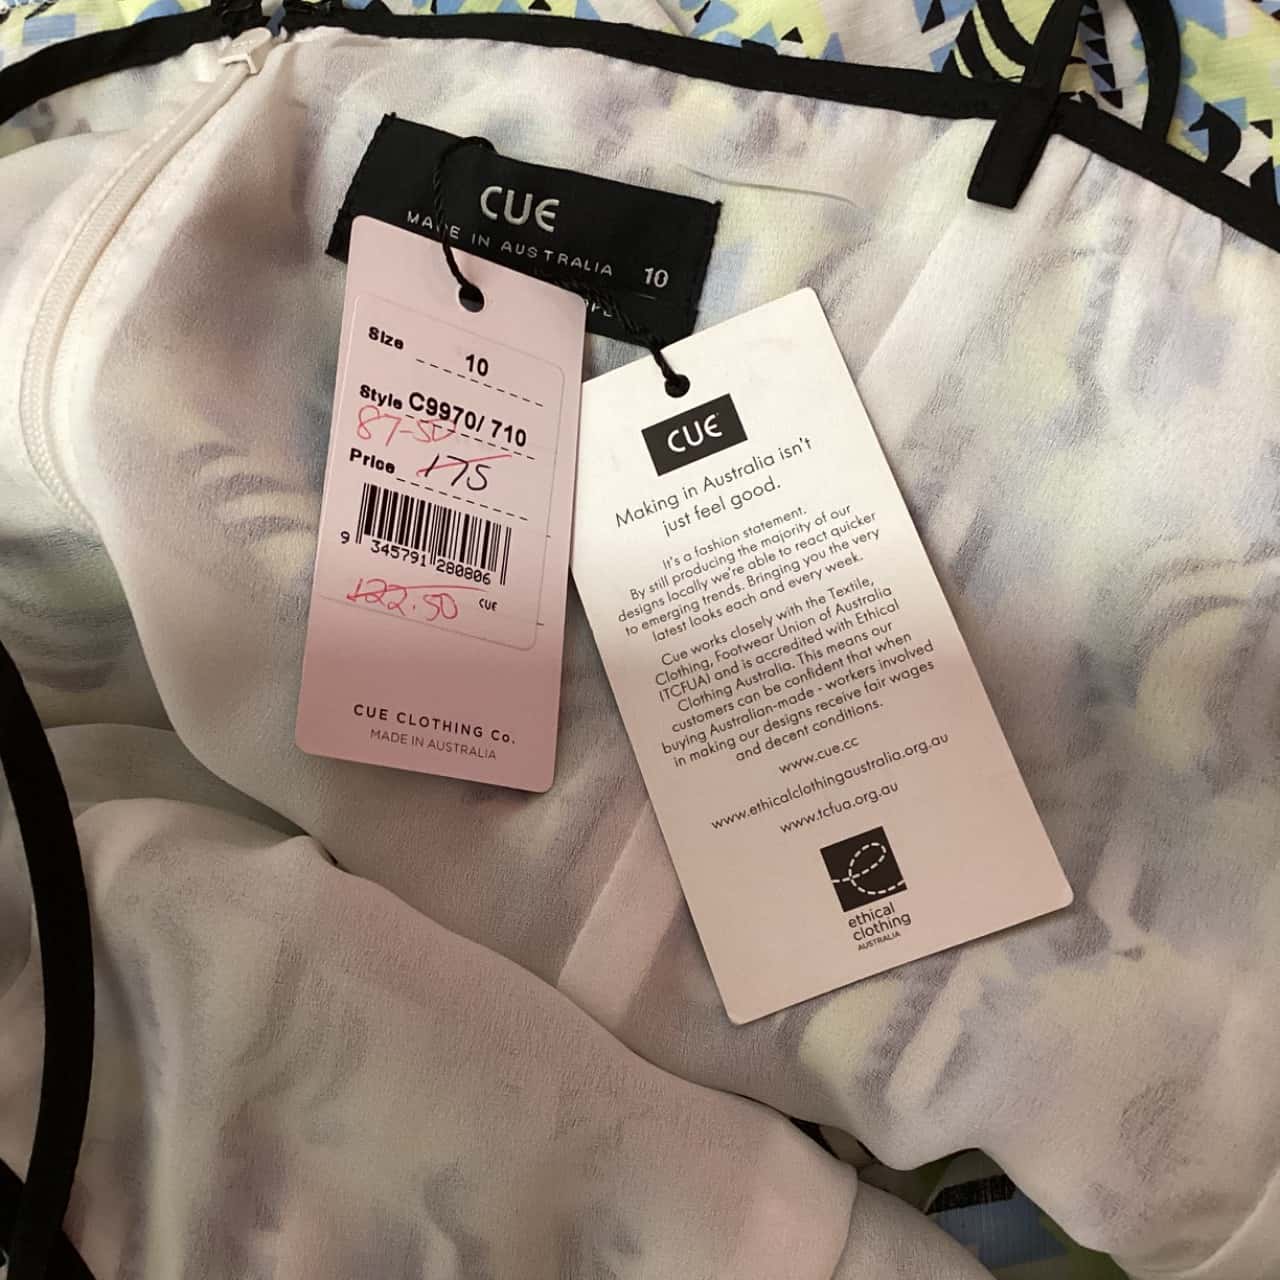 CUE
MADE IN AUSTRALIA 10
Size 10
Style C9970/710
87-50
Price 175
9 345791 280806
122.50 CUE
CUE CLOTHING Co.
MADE IN AUSTRALIA
CUE
Making in Australia isn't
just feel good.
It's a fashion statement.
By still producing the majority of our
designs locally we're able to react quicker
to emerging trends. Bringing you the very
latest looks each and every week.
Cue works closely with the Textile,
Clothing, Footwear Union of Australia
(TCFUA) and is accredited with Ethical
Clothing Australia. This means our
customers can be confident that when
buying Australian-made - workers involved
in making our designs receive fair wages
and decent conditions.
www.cue.cc
www.ethicalclothingaustralia.org.au
www.tcfua.org.au
ethical
clothing
AUSTRALIA